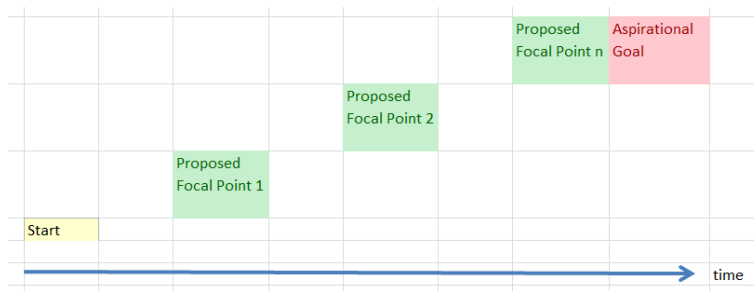 Proposed
Focal Point n
Aspirational
Goal
Proposed
Focal Point 2
Proposed
Focal Point 1
Start
time